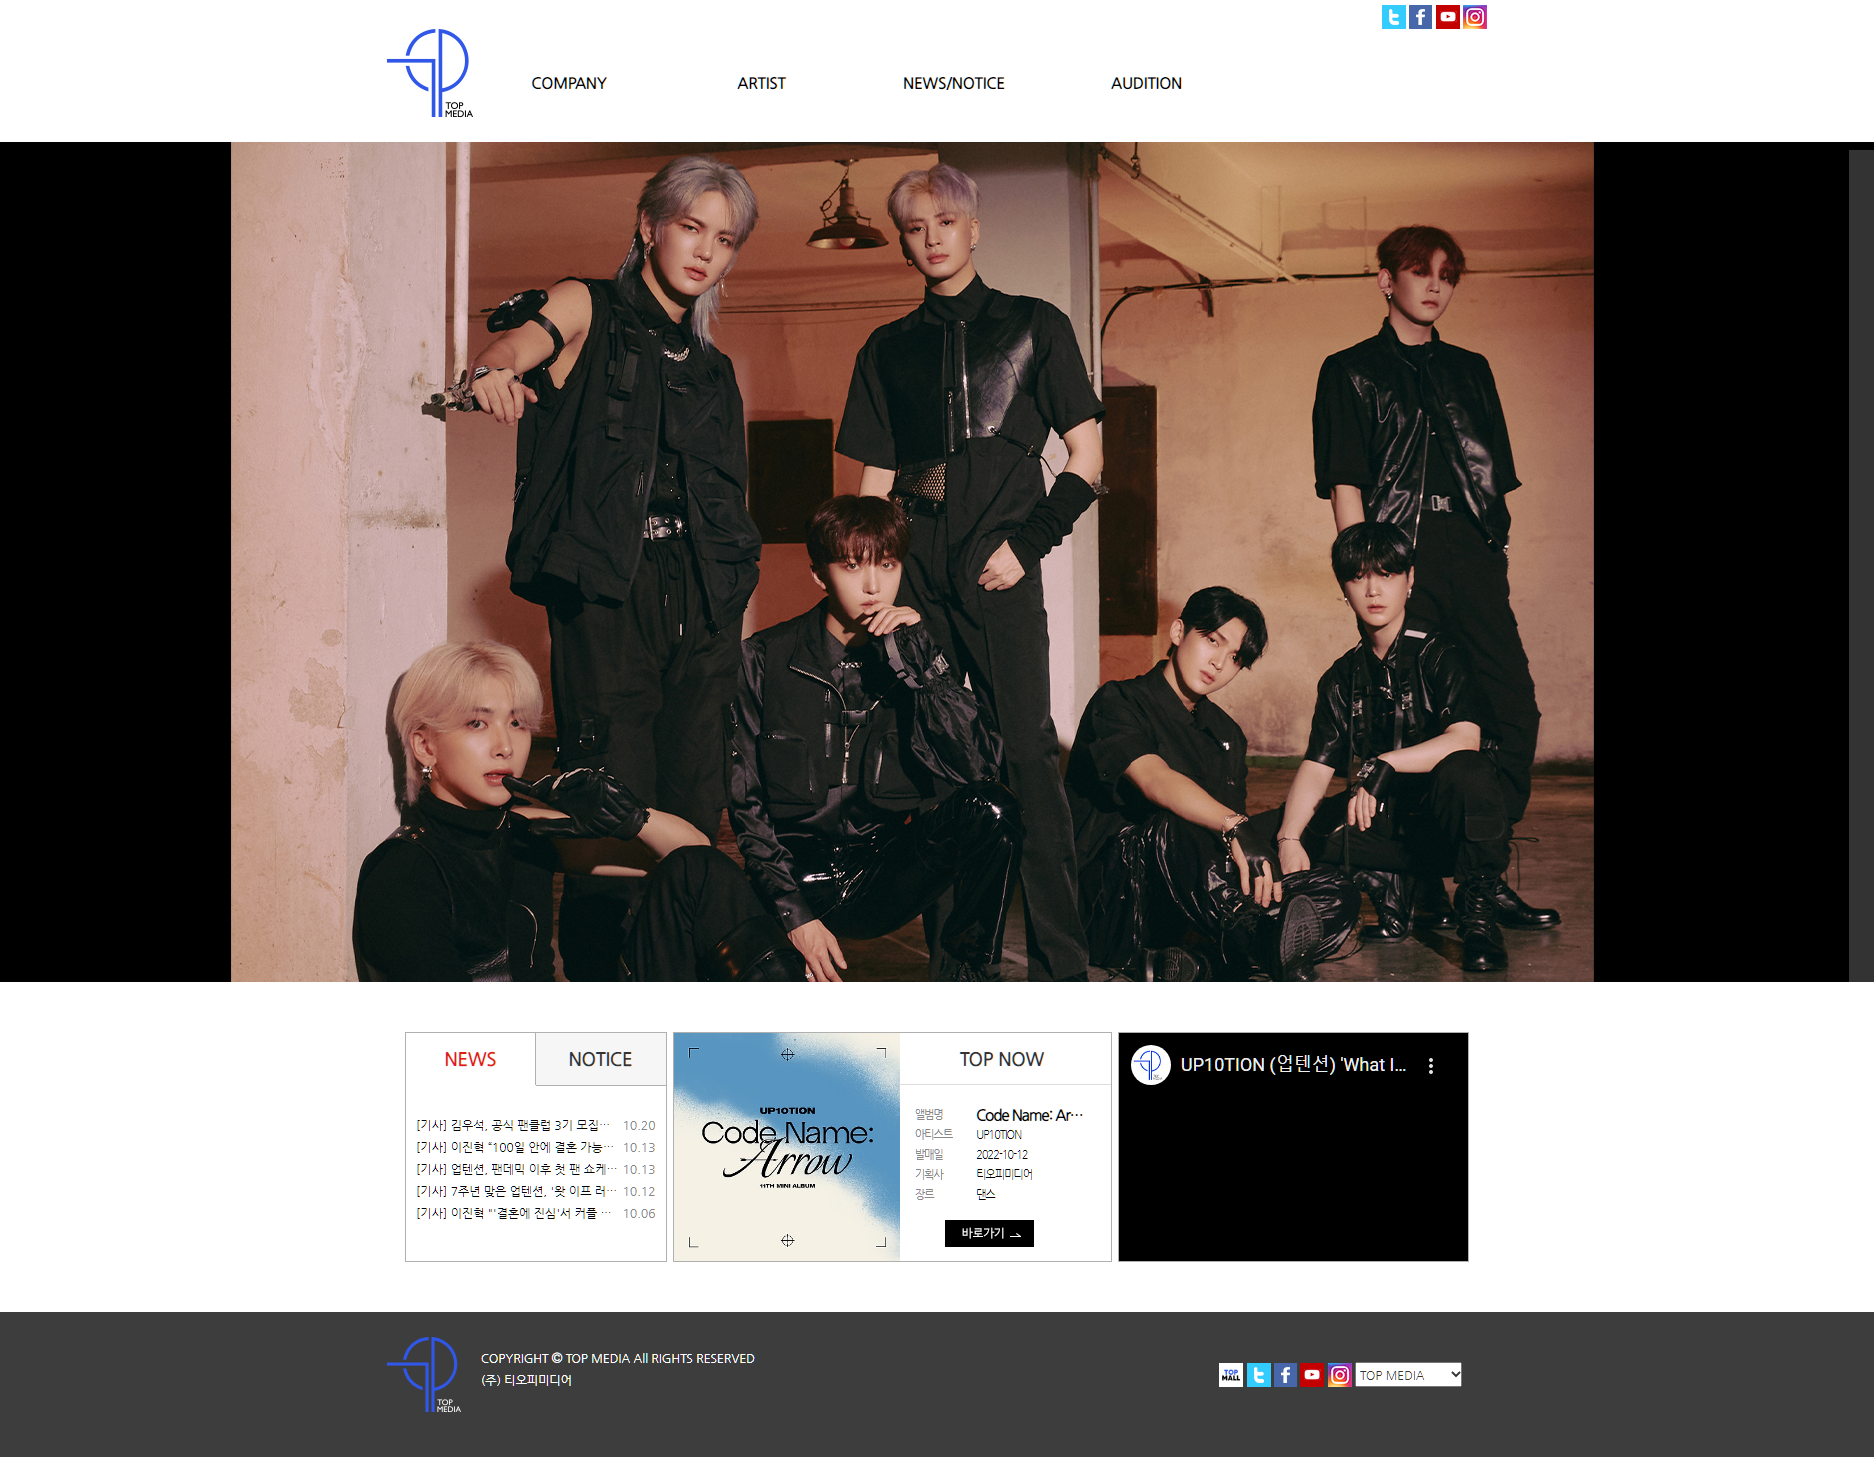 TOP
MEDIA
COMPANY
ARTIST
NEWS/NOTICE
AUDITION
NEWS
NOTICE
[기사] 김우석, 공식 팬클럽 3기 모집… 10.20
[기사] 이진혁 “100일 안에 결혼 가능… 10.13
[기사] 업텐션, 팬데믹 이후 첫 팬 쇼케… 10.13
[기사] 7주년 맞은 업텐션, '왓 이프 러… 10.12
[기사] 이진혁 "'결혼에 진심'서 커플 … 10.06
UP10TION
Code Name:
Arrow
11TH MINI ALBUM
TOP NOW
앨범명 Code Name: Ar…
아티스트 UP10TION
발매일 2022-10-12
기획사 티오피미디어
장르 댄스
바로가기
UP10TION (업텐션) 'What I...
TOP
MEDIA
COPYRIGHT © TOP MEDIA All RIGHTS RESERVED
(주) 티오피미디어
TOP
MALL
TOP MEDIA